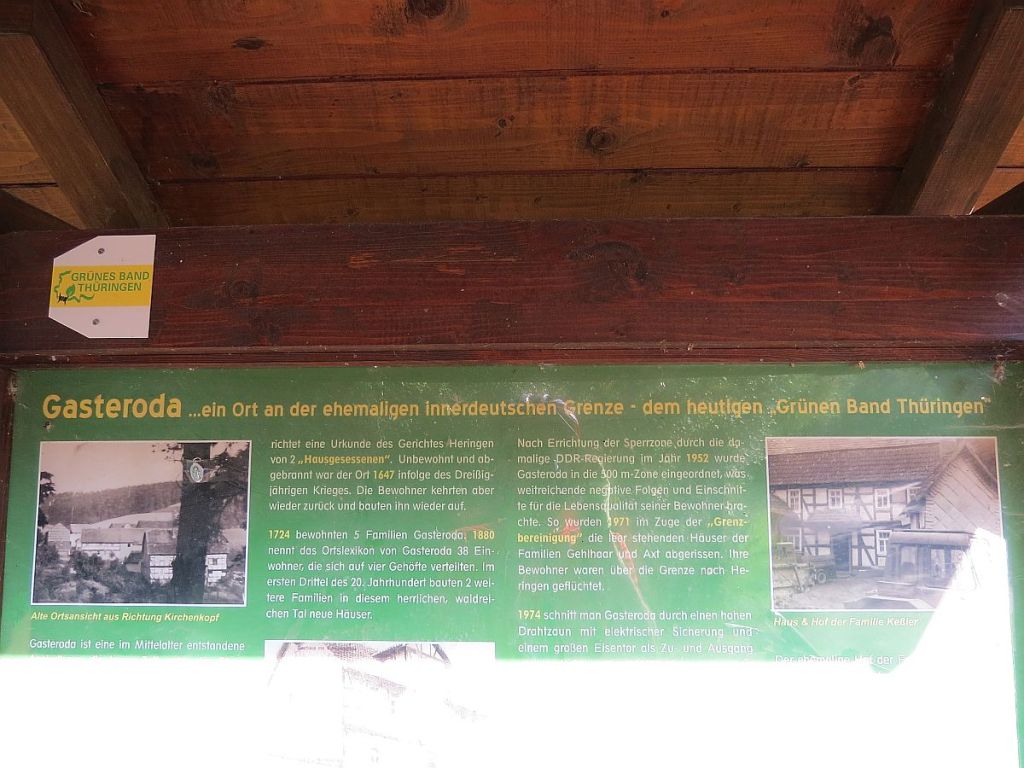 GRÜNES BAND
THÜRINGEN
Gasteroda ...ein Ort an der ehemaligen innerdeutschen Grenze - dem heutigen „Grünen Band Thüringen“
Alte Ortsansicht aus Richtung Kirchenkopf
Gasteroda ist eine im Mittelalter entstandene
richtet eine Urkunde des Gerichtes Heringen
von 2 „Hausgesessenen“. Unbewohnt und ab-
gebrannt war der Ort 1647 infolge des Dreißig-
jährigen Krieges. Die Bewohner kehrten aber
wieder zurück und bauten ihn wieder auf.
1724 bewohnten 5 Familien Gasteroda. 1880
nennt das Ortslexikon von Gasteroda 38 Ein-
wohner, die sich auf vier Gehöfte verteilten. Im
ersten Drittel des 20. Jahrhundert bauten 2 wei-
tere Familien in diesem herrlichen, waldrei-
chen Tal neue Häuser.
Nach Errichtung der Sperrzone durch die da-
malige DDR-Regierung im Jahr 1952 wurde
Gasteroda in die 500 m-Zone eingeordnet, was
weitreichende negative Folgen und Einschnit-
te für die Lebensqualität seiner Bewohner bra-
chte. So wurden 1971 im Zuge der „Grenz-
bereinigung“ die leer stehenden Häuser der
Familien Gehlhaar und Axt abgerissen. Ihre
Bewohner waren über die Grenze nach He-
ringen geflüchtet.
1974 schnitt man Gasteroda durch einen hohen
Drahtzaun mit elektrischer Sicherung und
einem großen Eisentor als Zu- und Ausgang
Haus & Hof der Familie Keßler
Der ehemalige Hof der